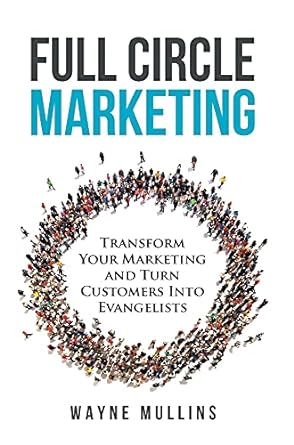 FULL CIRCLE
MARKETING
TRANSFORM
YOUR MARKETING
AND TURN
CUSTOMERS INTO
EVANGELISTS
WAYNE MULLINS